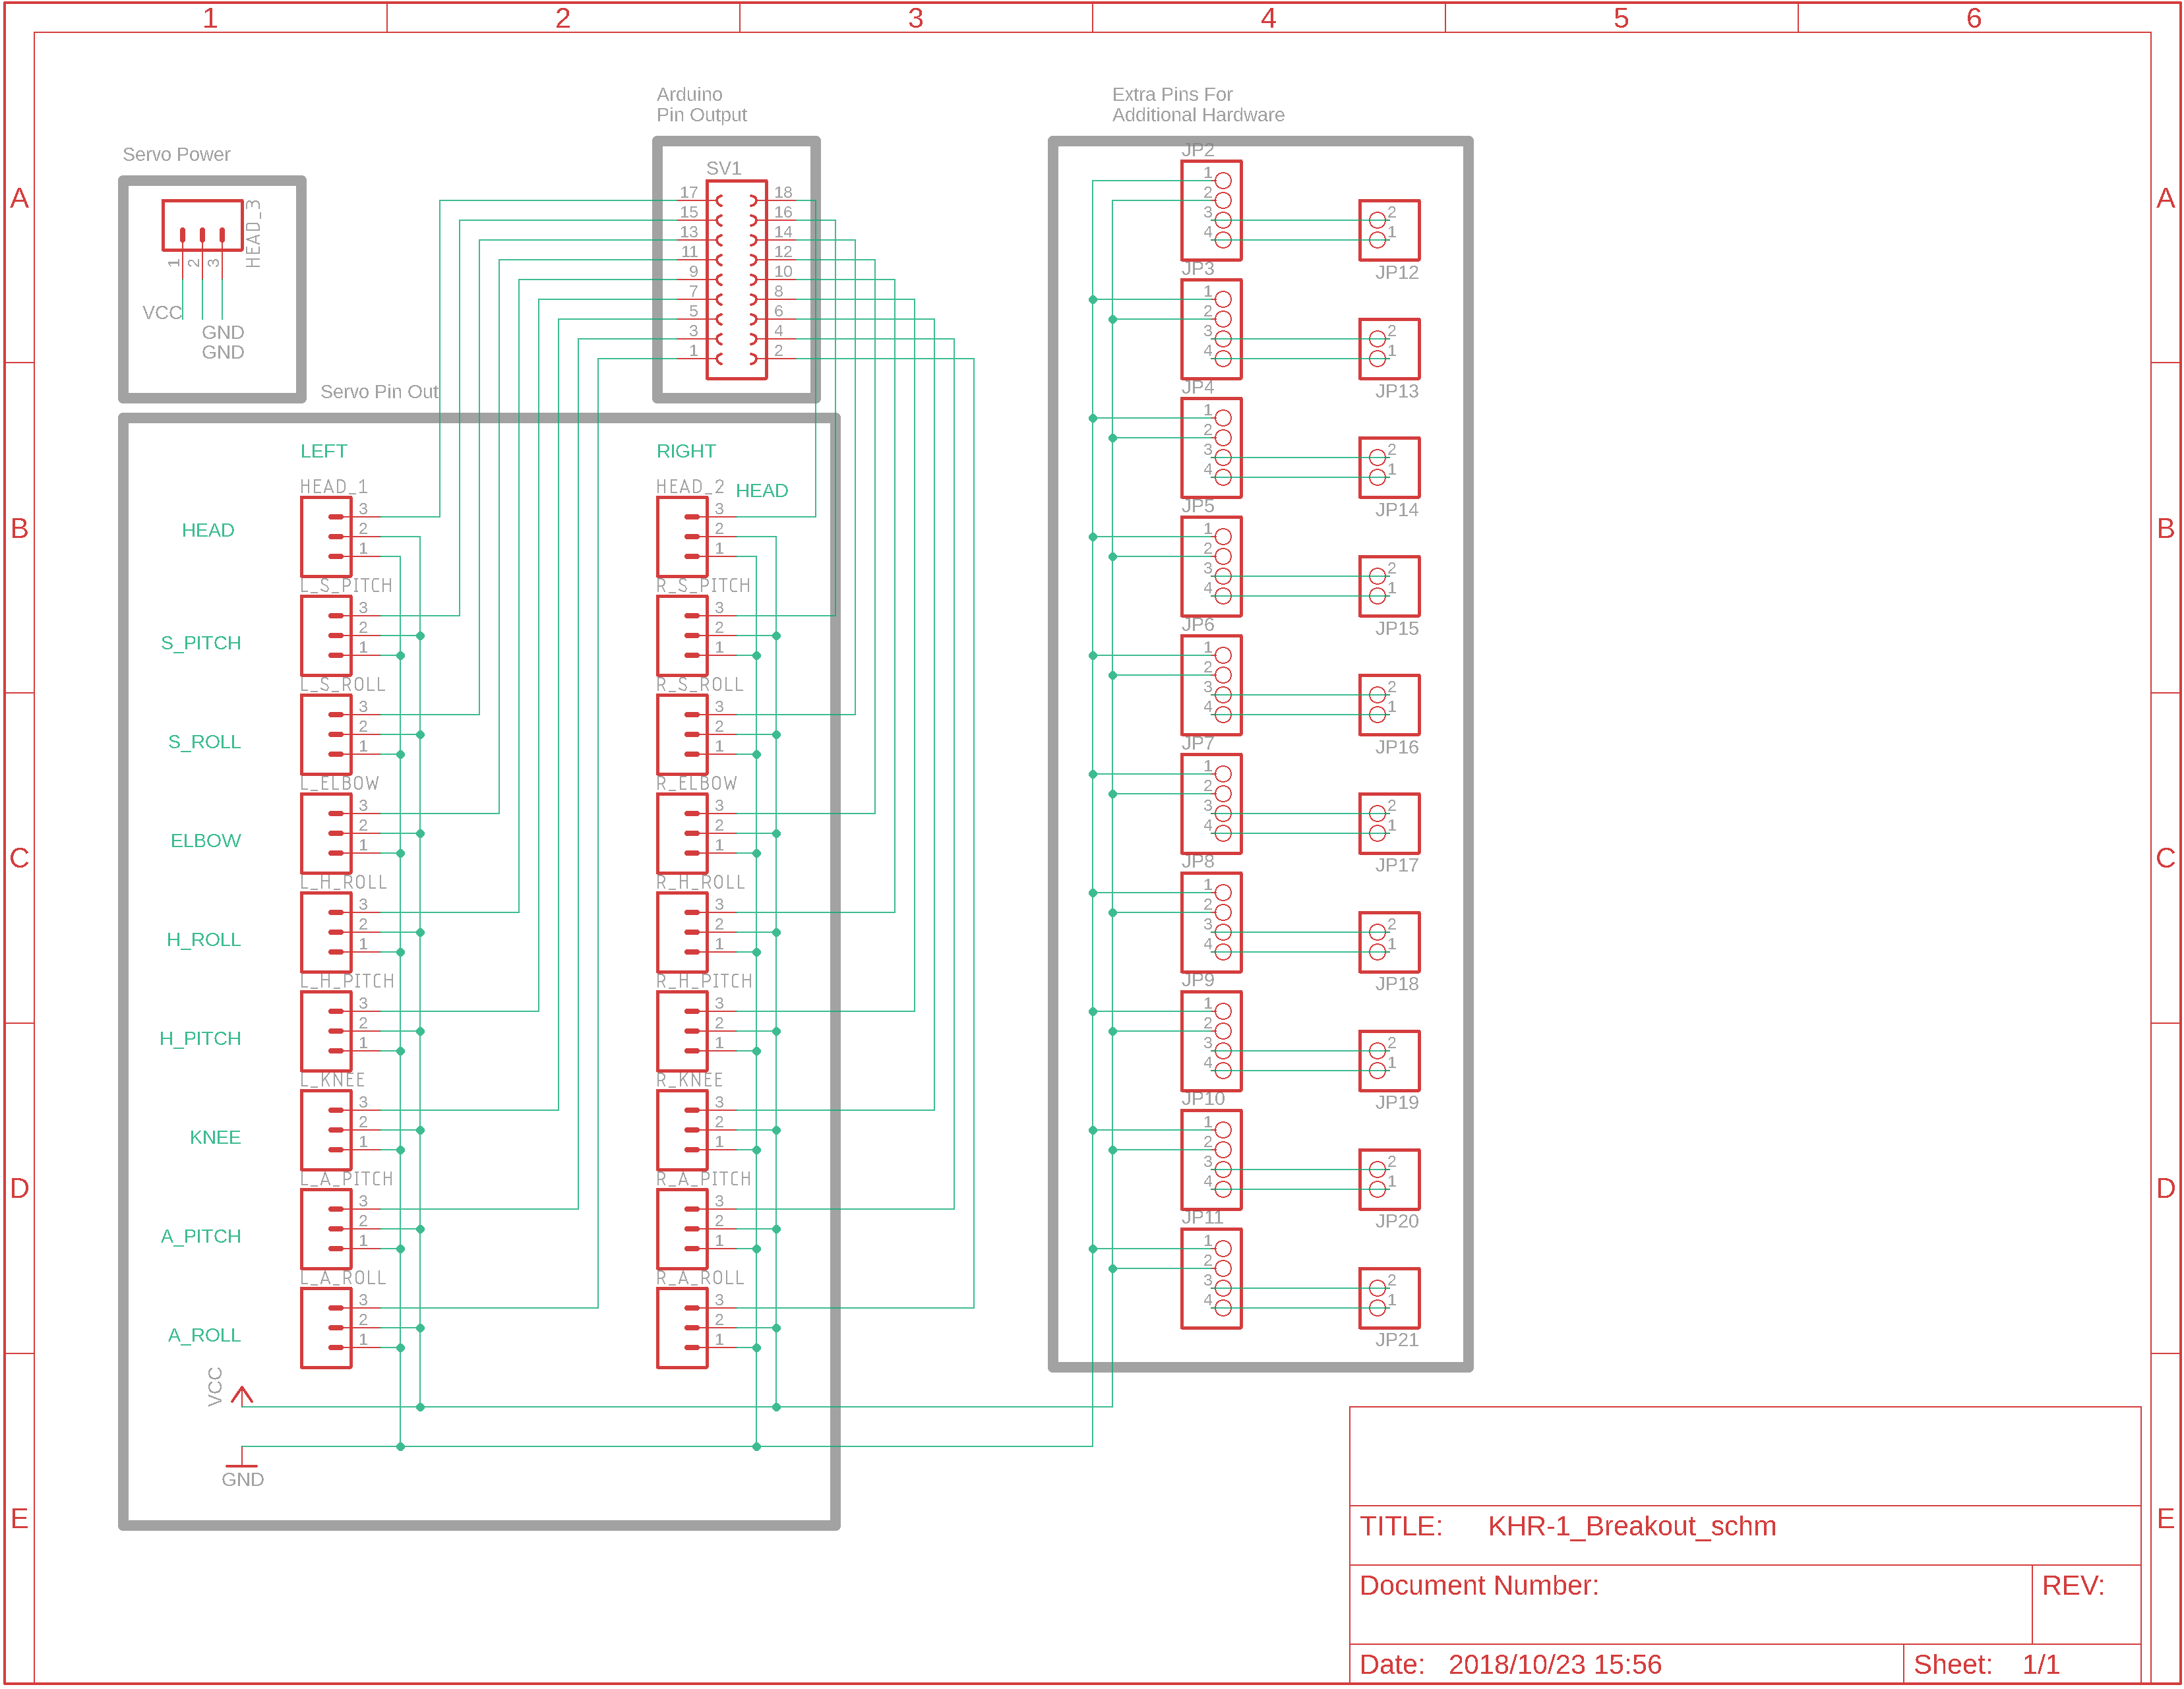 1 2 3 4 5 6
A A
B B
C C
D D
E E
Servo Power
HEAD_3
1 2 3
VCC
GND
GND
Arduino
Pin Output
SV1
17 18
15 16
13 14
11 12
9 10
7 8
5 6
3 4
1 2
Servo Pin Out
LEFT RIGHT
HEAD
HEAD_1
3
2
1
HEAD_2 HEAD
3
2
1
S_PITCH
L_S_PITCH
3
2
1
R_S_PITCH
3
2
1
S_ROLL
L_S_ROLL
3
2
1
R_S_ROLL
3
2
1
ELBOW
L_ELBOW
3
2
1
R_ELBOW
3
2
1
H_ROLL
L_H_ROLL
3
2
1
R_H_ROLL
3
2
1
H_PITCH
L_H_PITCH
3
2
1
R_H_PITCH
3
2
1
KNEE
L_KNEE
3
2
1
R_KNEE
3
2
1
A_PITCH
L_A_PITCH
3
2
1
R_A_PITCH
3
2
1
A_ROLL
L_A_ROLL
3
2
1
R_A_ROLL
3
2
1
VCC
GND
Extra Pins For
Additional Hardware
JP2
1
2
3
4
2
1
JP12
JP3
1
2
3
4
2
1
JP13
JP4
1
2
3
4
2
1
JP14
JP5
1
2
3
4
2
1
JP15
JP6
1
2
3
4
2
1
JP16
JP7
1
2
3
4
2
1
JP17
JP8
1
2
3
4
2
1
JP18
JP9
1
2
3
4
2
1
JP19
JP10
1
2
3
4
2
1
JP20
JP11
1
2
3
4
2
1
JP21
TITLE: KHR-1_Breakout_schm
Document Number: REV:
Date: 2018/10/23 15:56 Sheet: 1/1